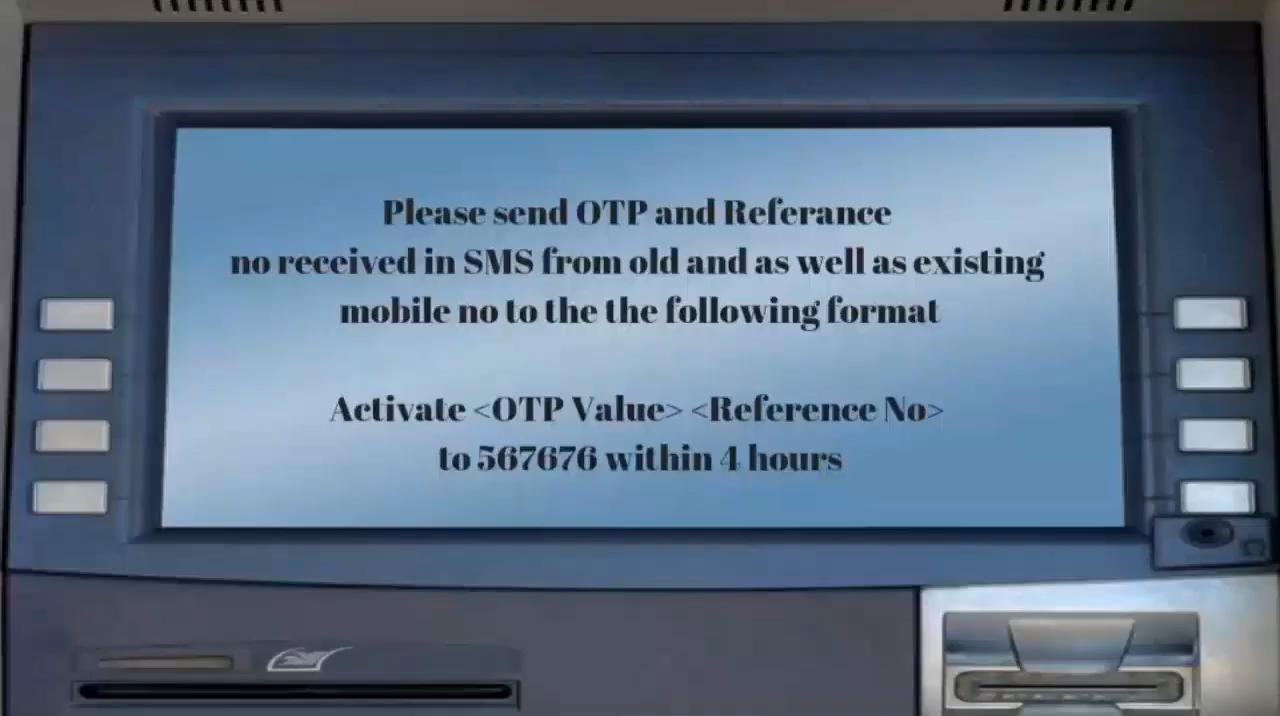 Please send OTP and Referance
no received in SMS from old and as well as existing
mobile no to the the following format
Activate <OTP Value> <Reference No>
to 567676 within 4 hours